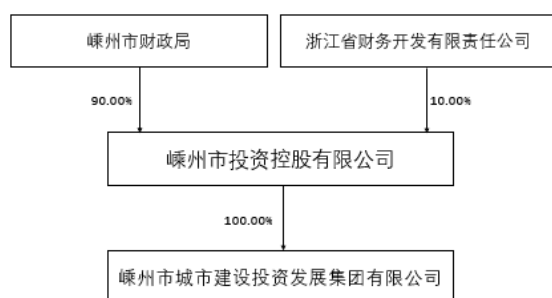 嵊州市财政局
浙江省财务开发有限责任公司
90.00%
10.00%
嵊州市投资控股有限公司
100.00%
嵊州市城市建设投资发展集团有限公司